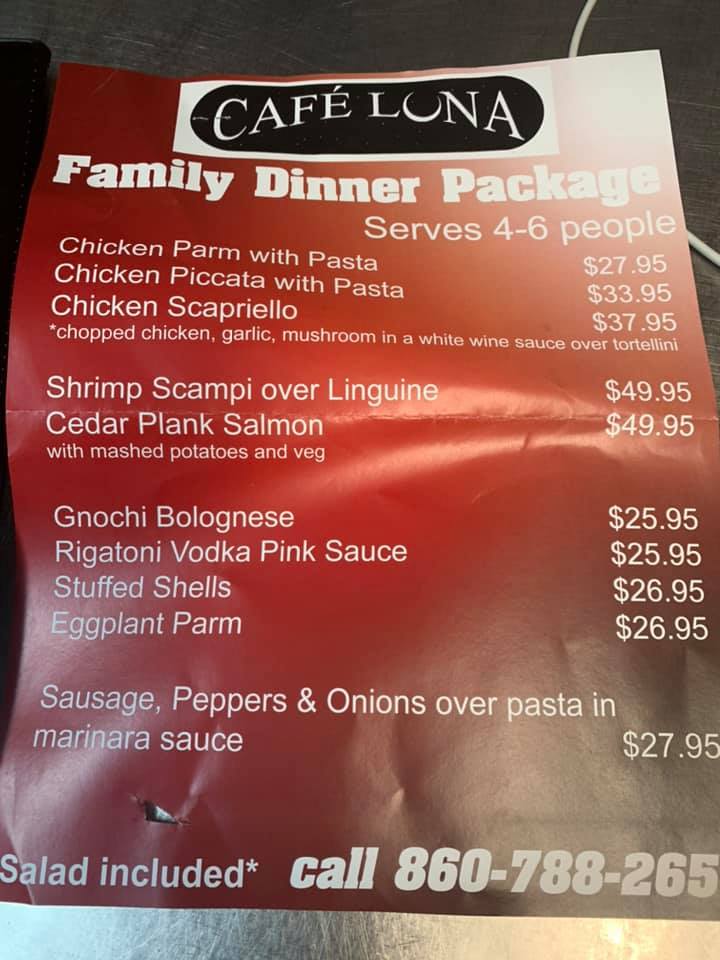 CAFÉ LUNA
Family Dinner Package
Serves 4-6 people
Chicken Parm with Pasta $27.95
Chicken Piccata with Pasta $33.95
Chicken Scapriello $37.95
*chopped chicken, garlic, mushroom in a white wine sauce over tortellini
Shrimp Scampi over Linguine $49.95
Cedar Plank Salmon $49.95
with mashed potatoes and veg
Gnochi Bolognese $25.95
Rigatoni Vodka Pink Sauce $25.95
Stuffed Shells $26.95
Eggplant Parm $26.95
Sausage, Peppers & Onions over pasta in
marinara sauce $27.95
Salad included* call 860-788-265